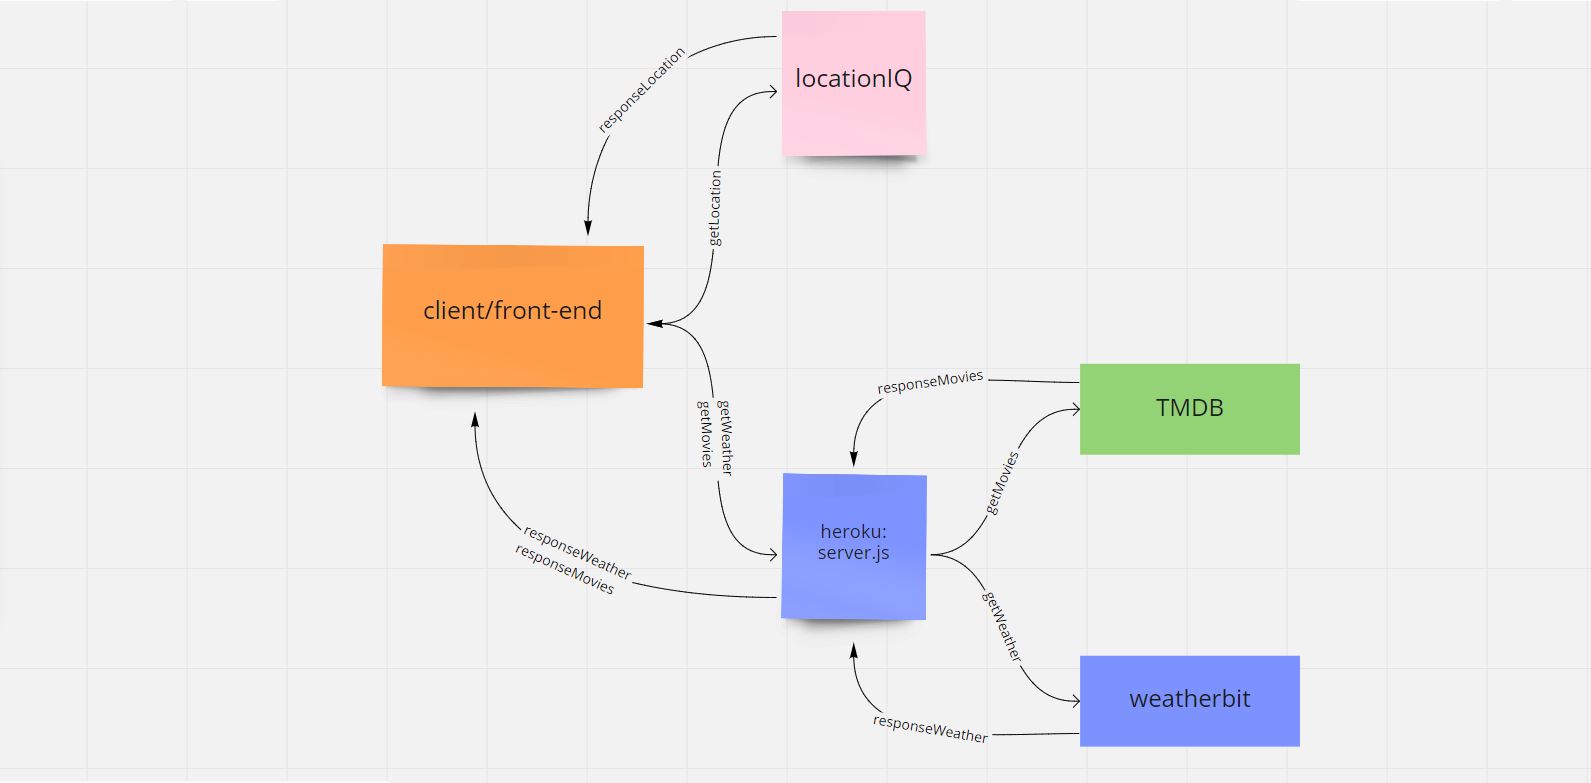 locationIQ
responseLocation
getLocation
client/front-end
responseMovies
TMDB
getWeather
getMovies
getMovies
heroku:
server.js
responseWeather
responseMovies
getWeather
weatherbit
responseWeather